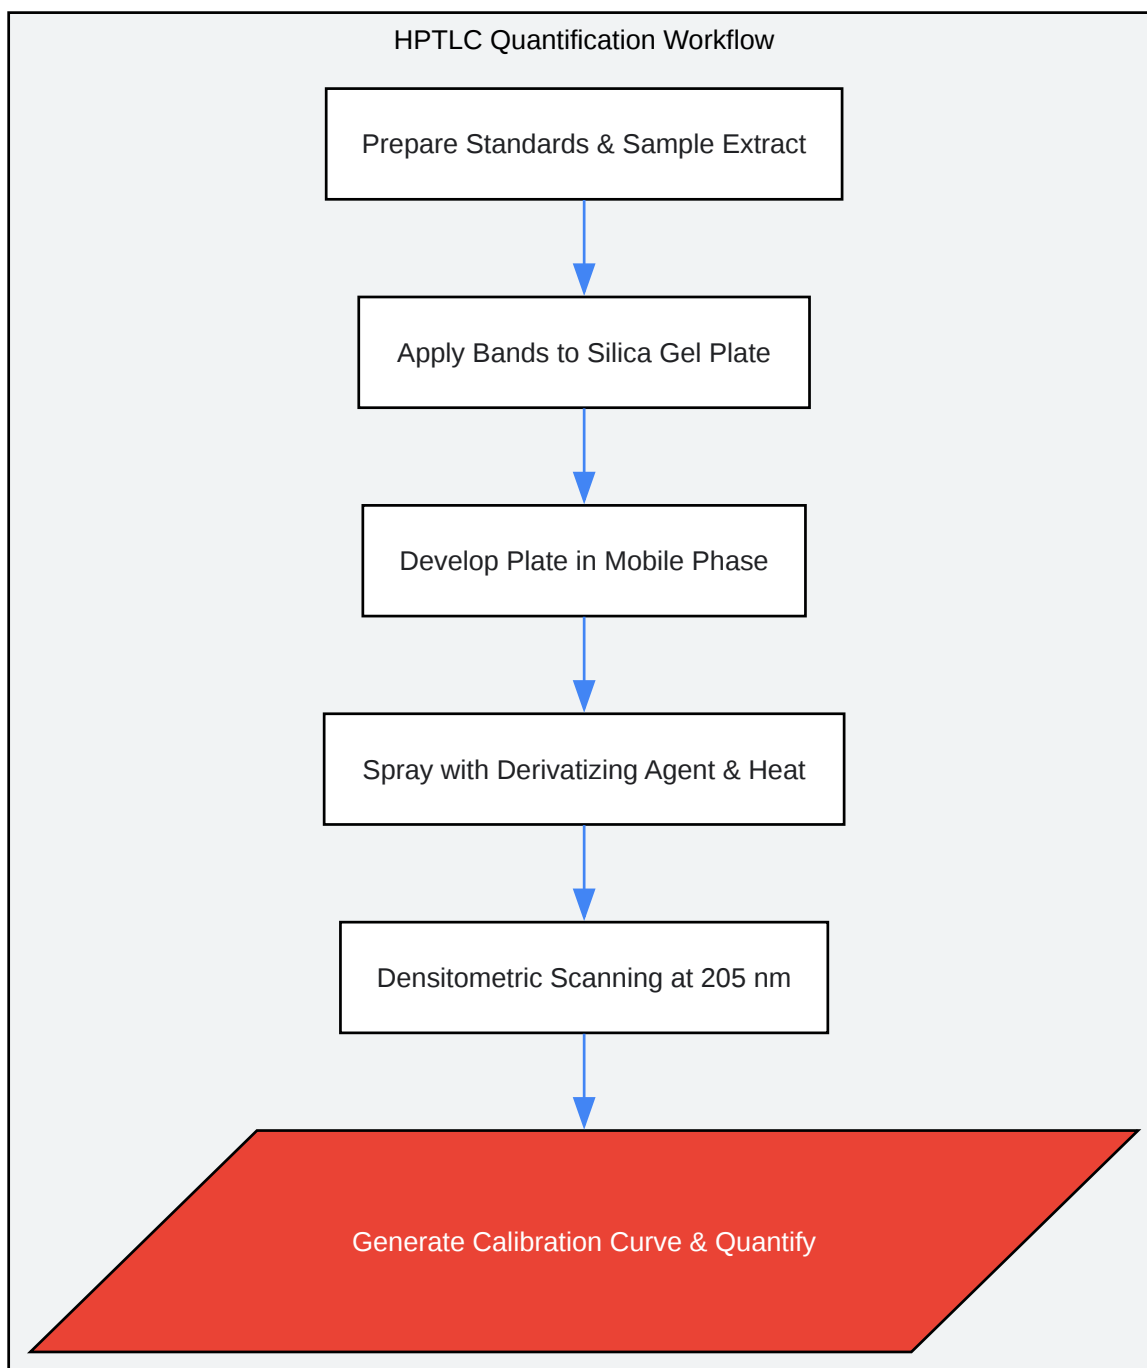 HPTLC Quantification Workflow
Prepare Standards & Sample Extract
Apply Bands to Silica Gel Plate
Develop Plate in Mobile Phase
Spray with Derivatizing Agent & Heat
Densitometric Scanning at 205 nm
Generate Calibration Curve & Quantify